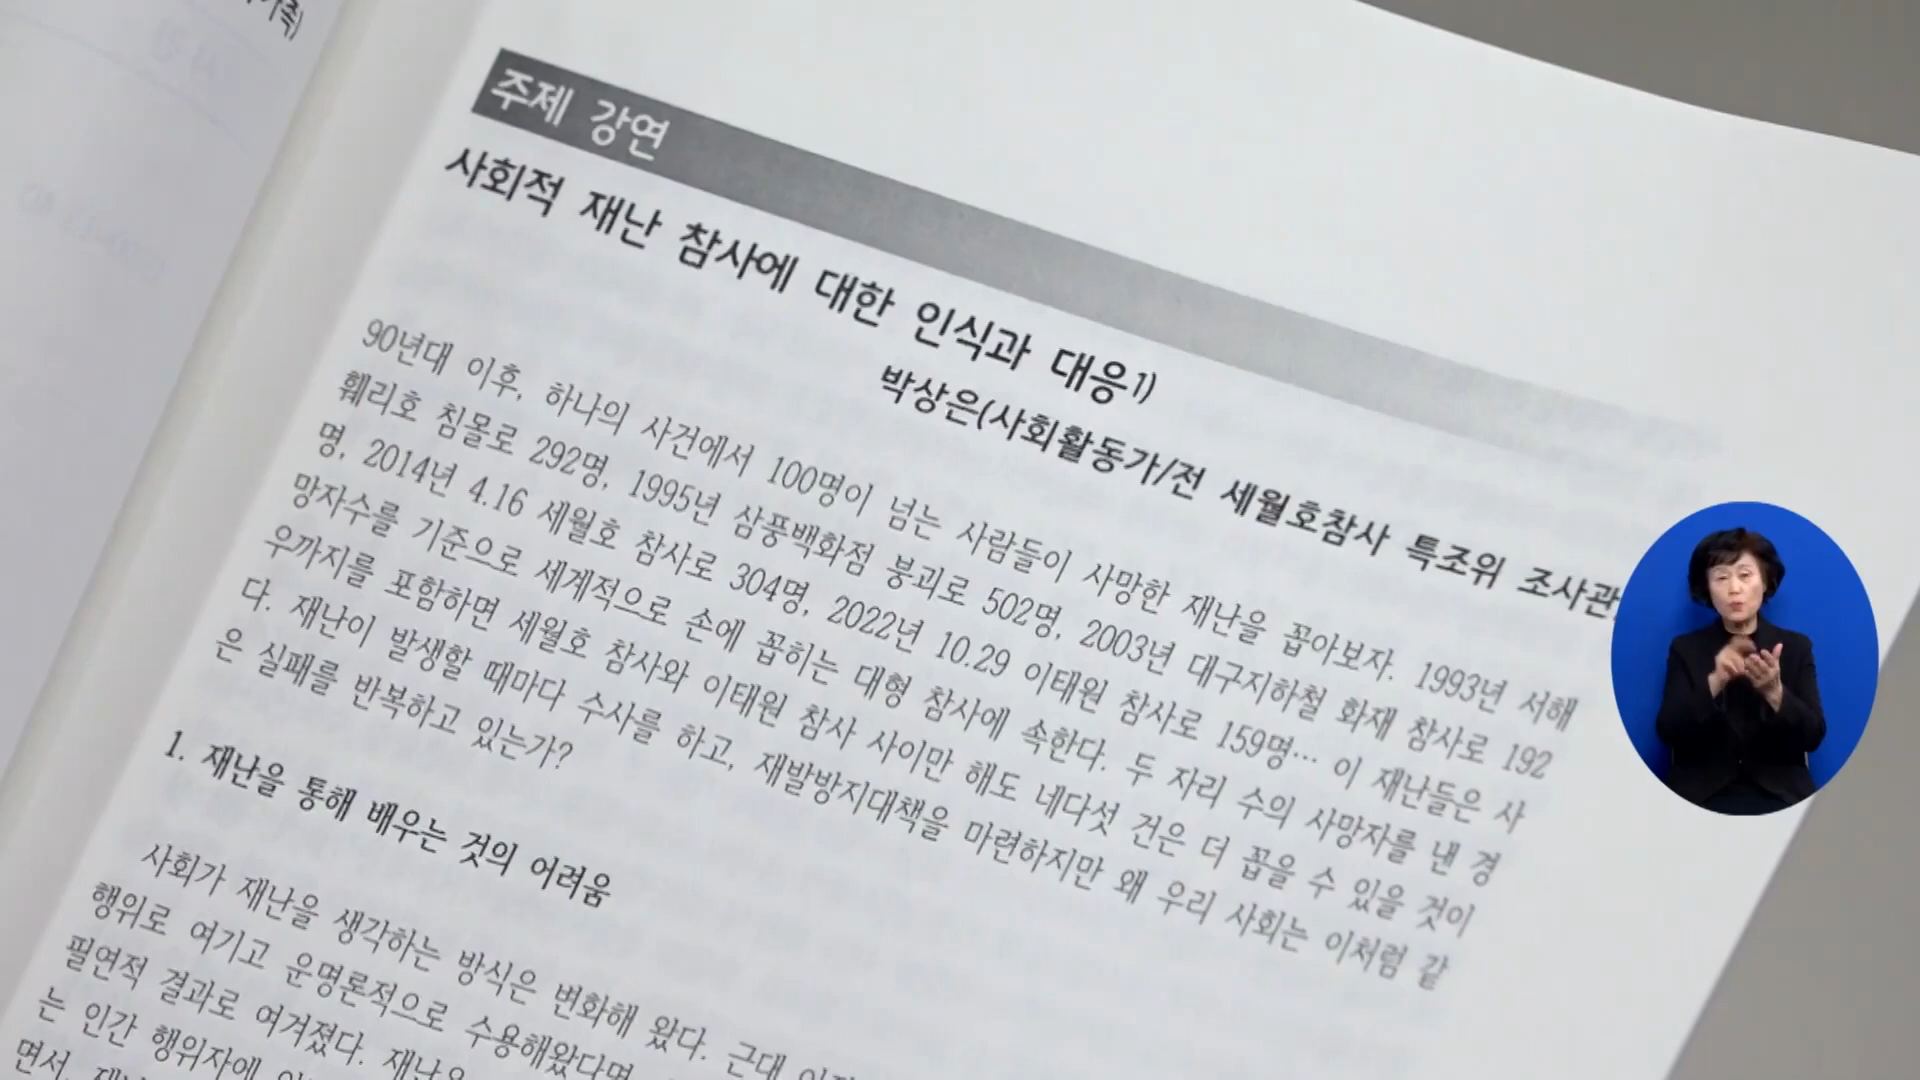 주제 강연
사회적 재난 참사에 대한 인식과 대응1)
박상은(사회활동가/전 세월호참사 특조위 조사관
90년대 이후, 하나의 사건에서 100명이 넘는 사람들이 사망한 재난을 꼽아보자. 1993년 서해
훼리호 침몰로 292명, 1995년 삼풍백화점 붕괴로 502명, 2003년 대구지하철 화재 참사로 192
명, 2014년 4.16 세월호 참사로 304명, 2022년 10.29 이태원 참사로 159명… 이 재난들은 사
망자수를 기준으로 세계적으로 손에 꼽히는 대형 참사에 속한다. 두 자리 수의 사망자를 낸 경
우까지를 포함하면 세월호 참사와 이태원 참사 사이만 해도 네다섯 건은 더 꼽을 수 있을 것이
다. 재난이 발생할 때마다 수사를 하고, 재발방지대책을 마련하지만 왜 우리 사회는 이처럼 같
은 실패를 반복하고 있는가?
1. 재난을 통해 배우는 것의 어려움
사회가 재난을 생각하는 방식은 변화해 왔다. 근대
행위로 여기고 운명론적으로 수용해왔다면
필연적 결과로 여겨졌다. 재난은
는 인간 행위자에
면서,